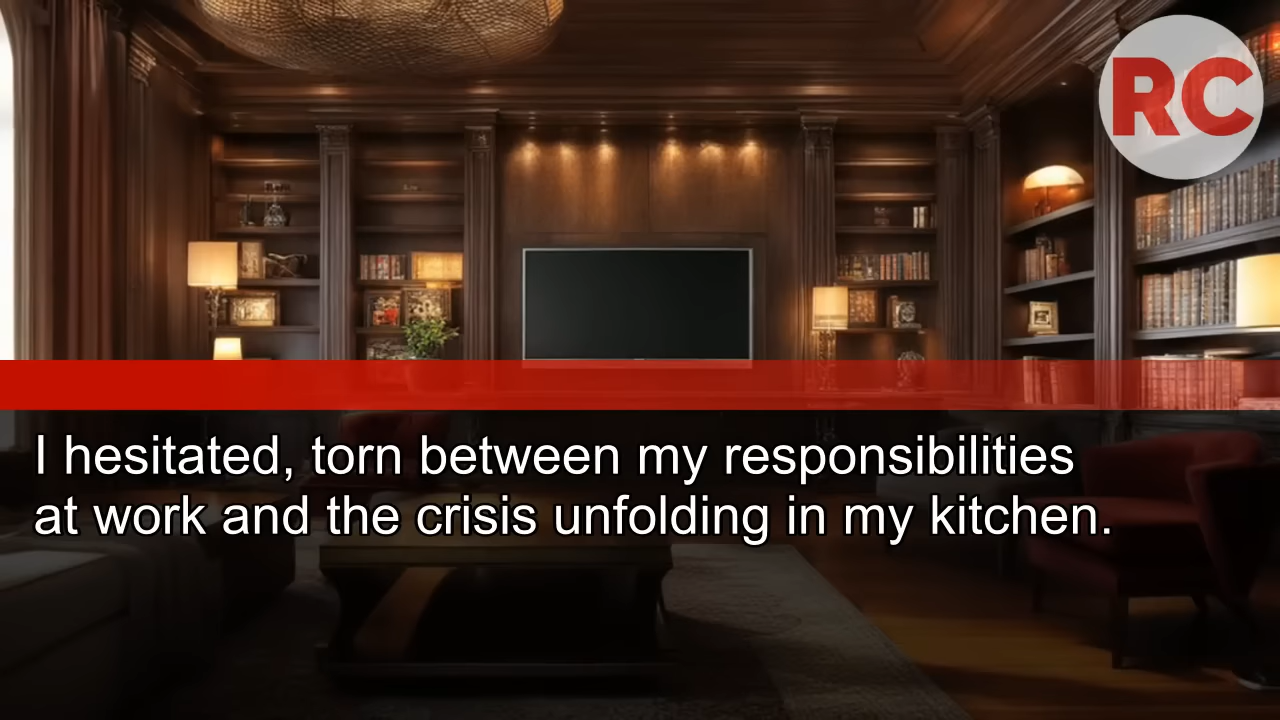 RC
I hesitated, torn between my responsibilities
at work and the crisis unfolding in my kitchen.